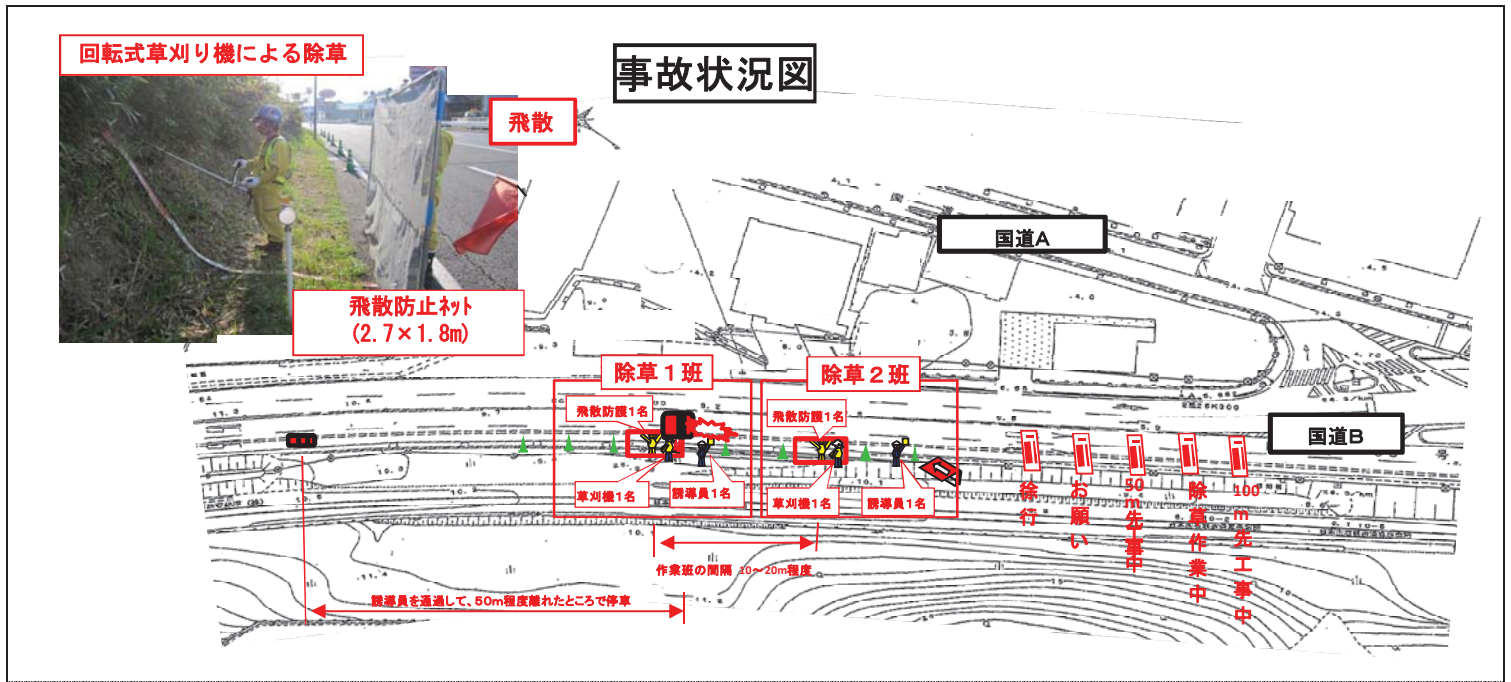 回転式草刈り機による除草
事故状況図
飛散
国道A
飛散防止ネット
(2.7×1.8m)
除草1班
除草2班
飛散防護1名
飛散防護1名
国道B
草刈機1名
誘導員1名
草刈機1名
誘導員1名
徐行
お願い
50m先工事中
除草作業中
100m先工事中
作業班の間隔 10～20m程度
誘導員を通過して、50m程度離れたところで停車